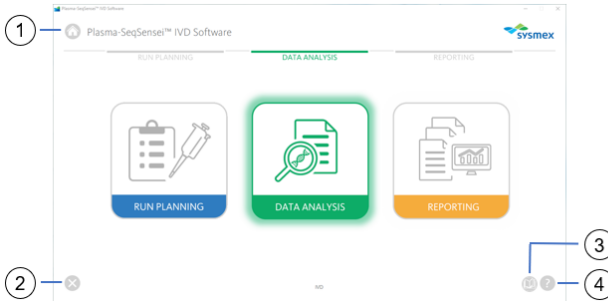 Plasma-SeqSensei™ IVD Software
1
Plasma-SeqSensei™ IVD Software
sysmex
RUN PLANNING
DATA ANALYSIS
REPORTING
RUN PLANNING
DATA ANALYSIS
REPORTING
3
2
IVD
?
4